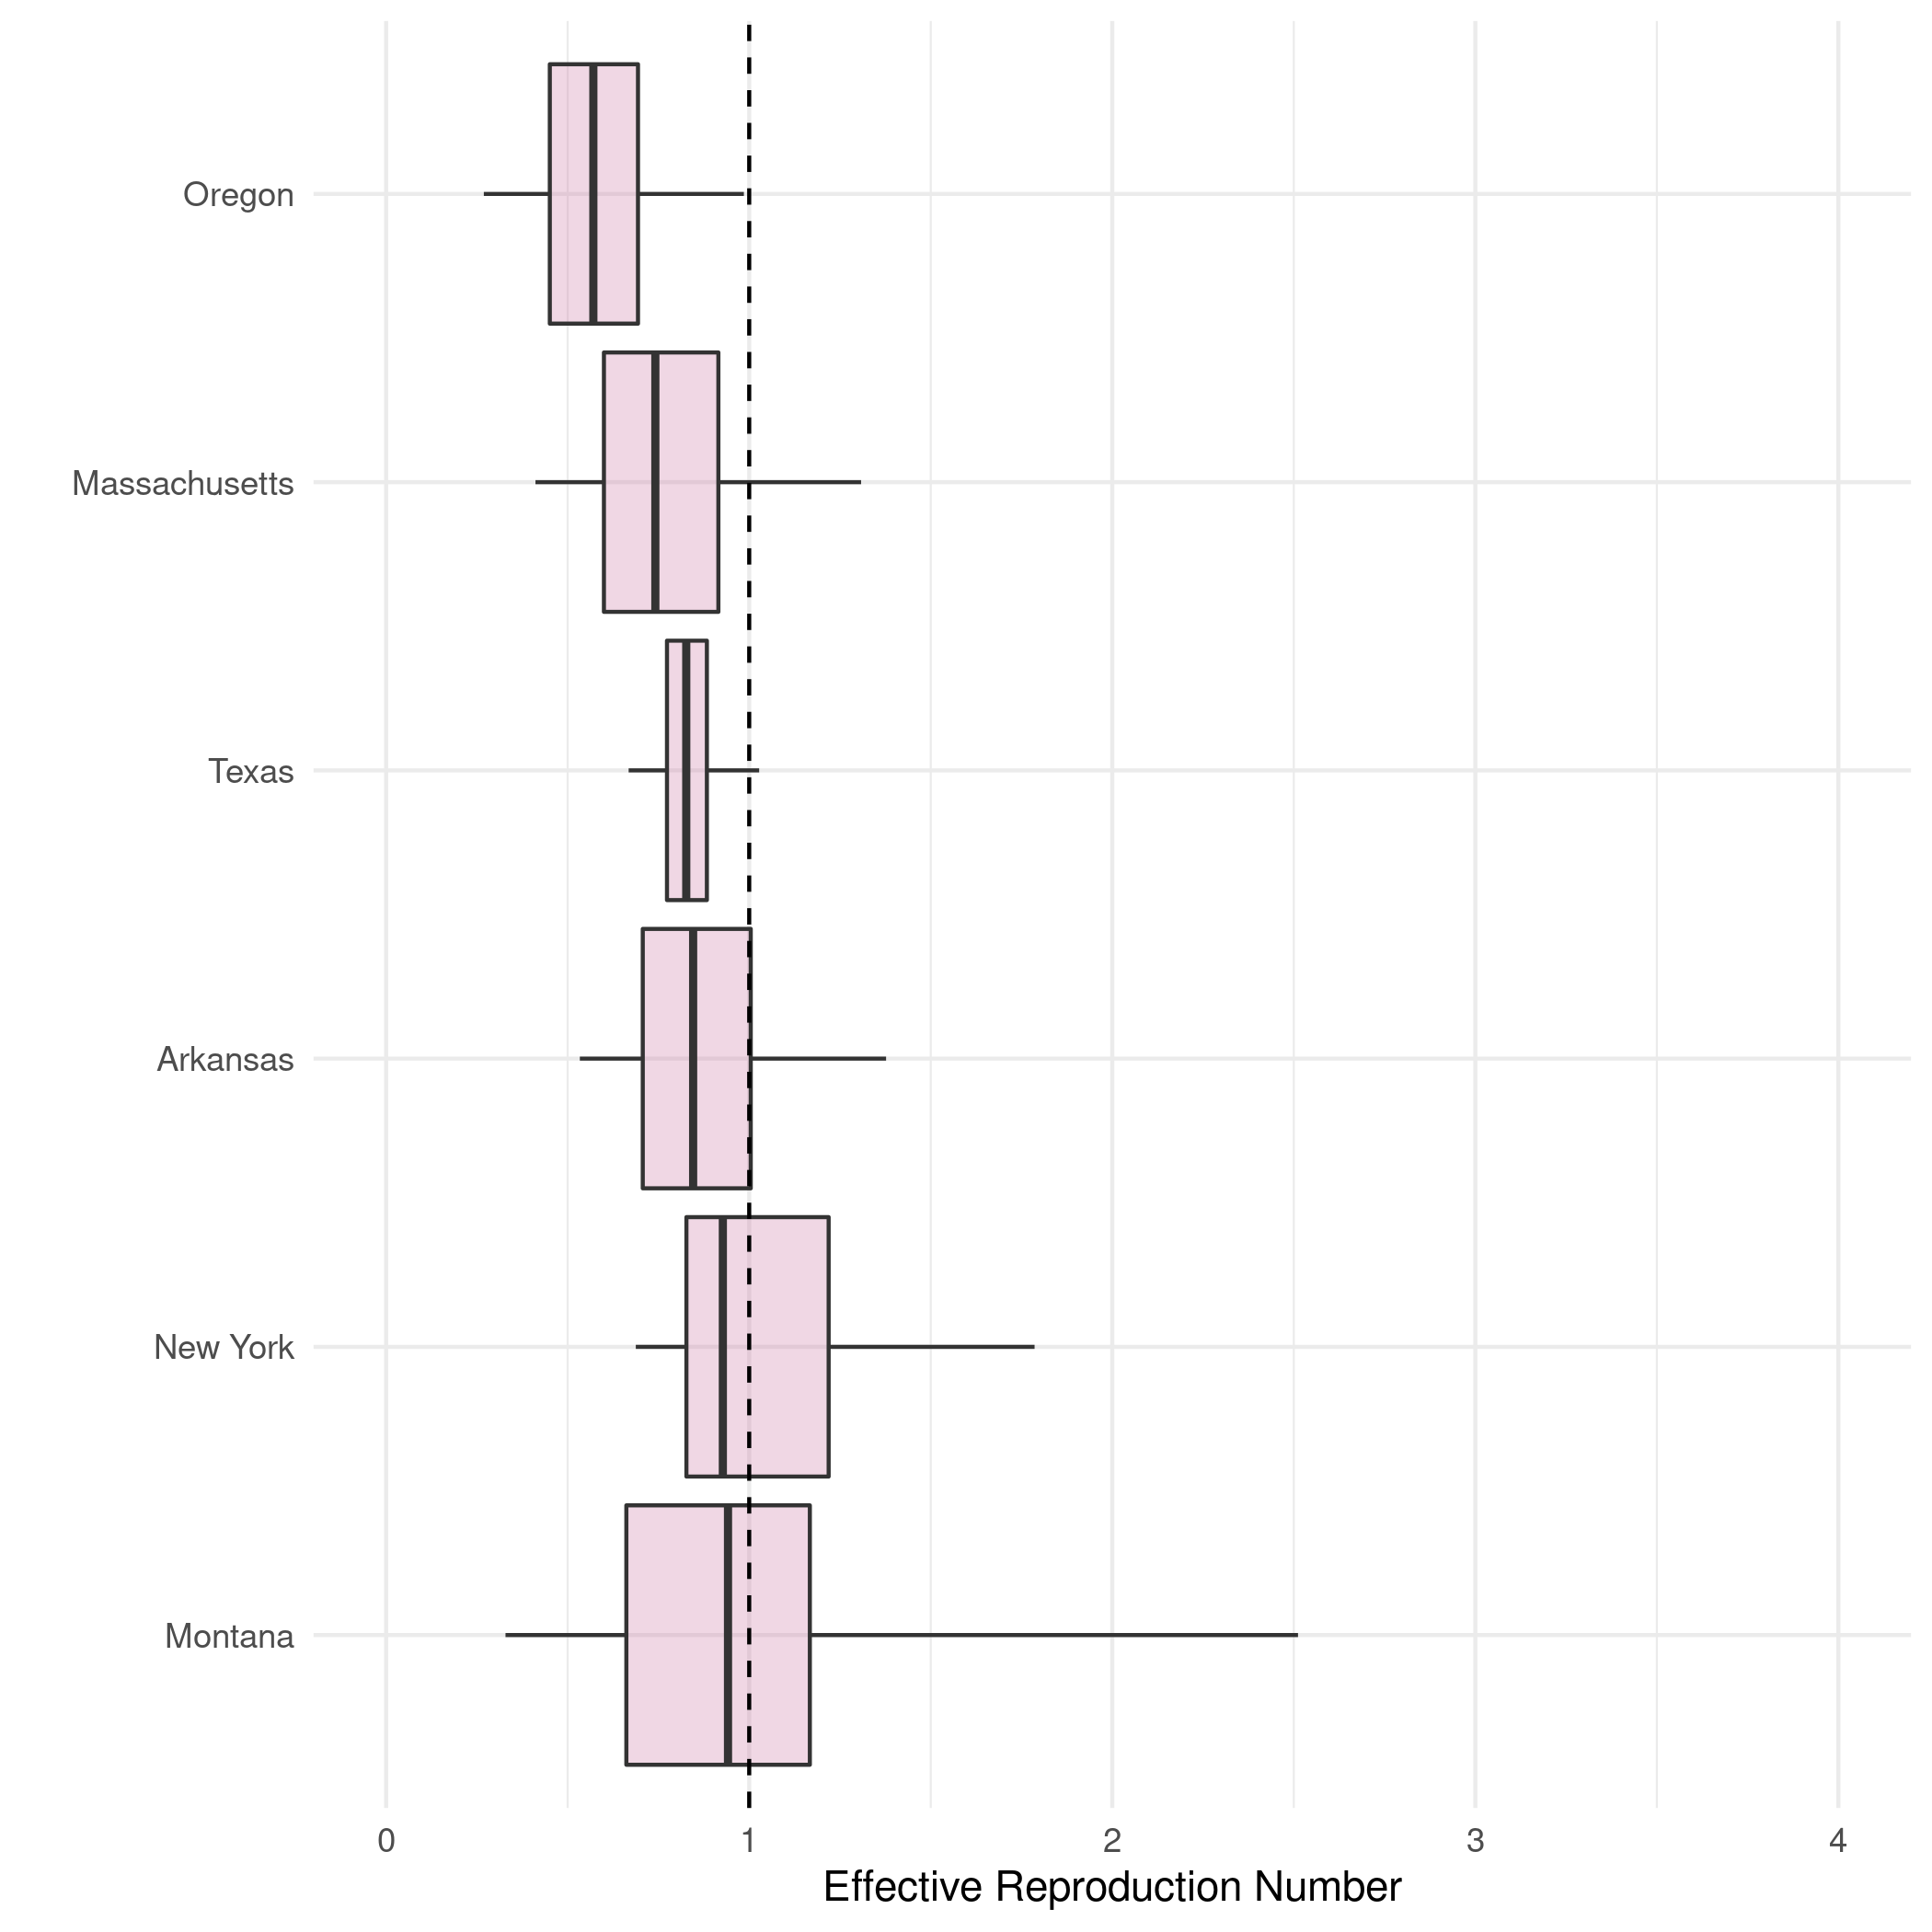 Oregon
Massachusetts
Texas
Arkansas
New York
Montana
0 1 2 3 4
Effective Reproduction Number